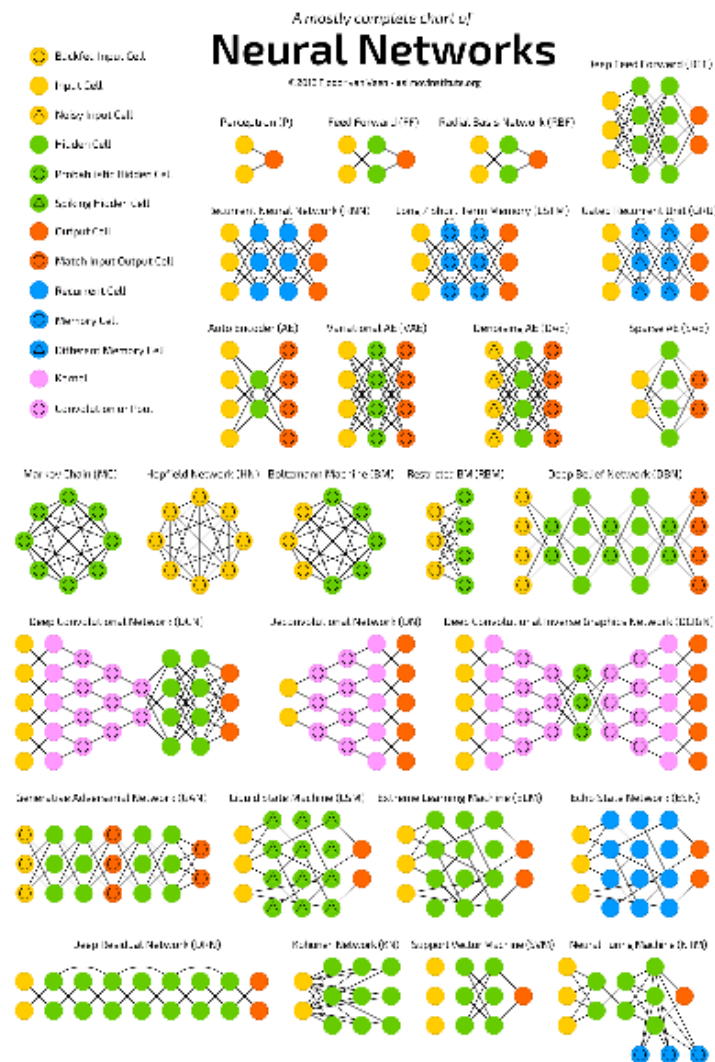 A mostly complete chart of
Neural Networks
©2016 Fjodor van Veen - asimovinstitute.org
Backfed Input Cell
Input Cell
Noisy Input Cell
Hidden Cell
Probablistic Hidden Cell
Spiking Hidden Cell
Output Cell
Match Input Output Cell
Recurrent Cell
Memory Cell
Different Memory Cell
Kernel
Convolution or Pool
Perceptron (P)
Feed Forward (FF)
Radial Basis Network (RBF)
Deep Feed Forward (DFF)
Recurrent Neural Network (RNN)
Long / Short Term Memory (LSTM)
Gated Recurrent Unit (GRU)
Auto Encoder (AE)
Variational AE (VAE)
Denoising AE (DAE)
Sparse AE (SAE)
Markov Chain (MC)
Hopfield Network (HN)
Boltzmann Machine (BM)
Restricted BM (RBM)
Deep Belief Network (DBN)
Deep Convolutional Network (DCN)
Deconvolutional Network (DN)
Deep Convolutional Inverse Graphics Network (DCIGN)
Generative Adversarial Network (GAN)
Liquid State Machine (LSM)
Extreme Learning Machine (ELM)
Echo State Network (ESN)
Deep Residual Network (DRN)
Kohonen Network (KN)
Support Vector Machine (SVM)
Neural Turing Machine (NTM)